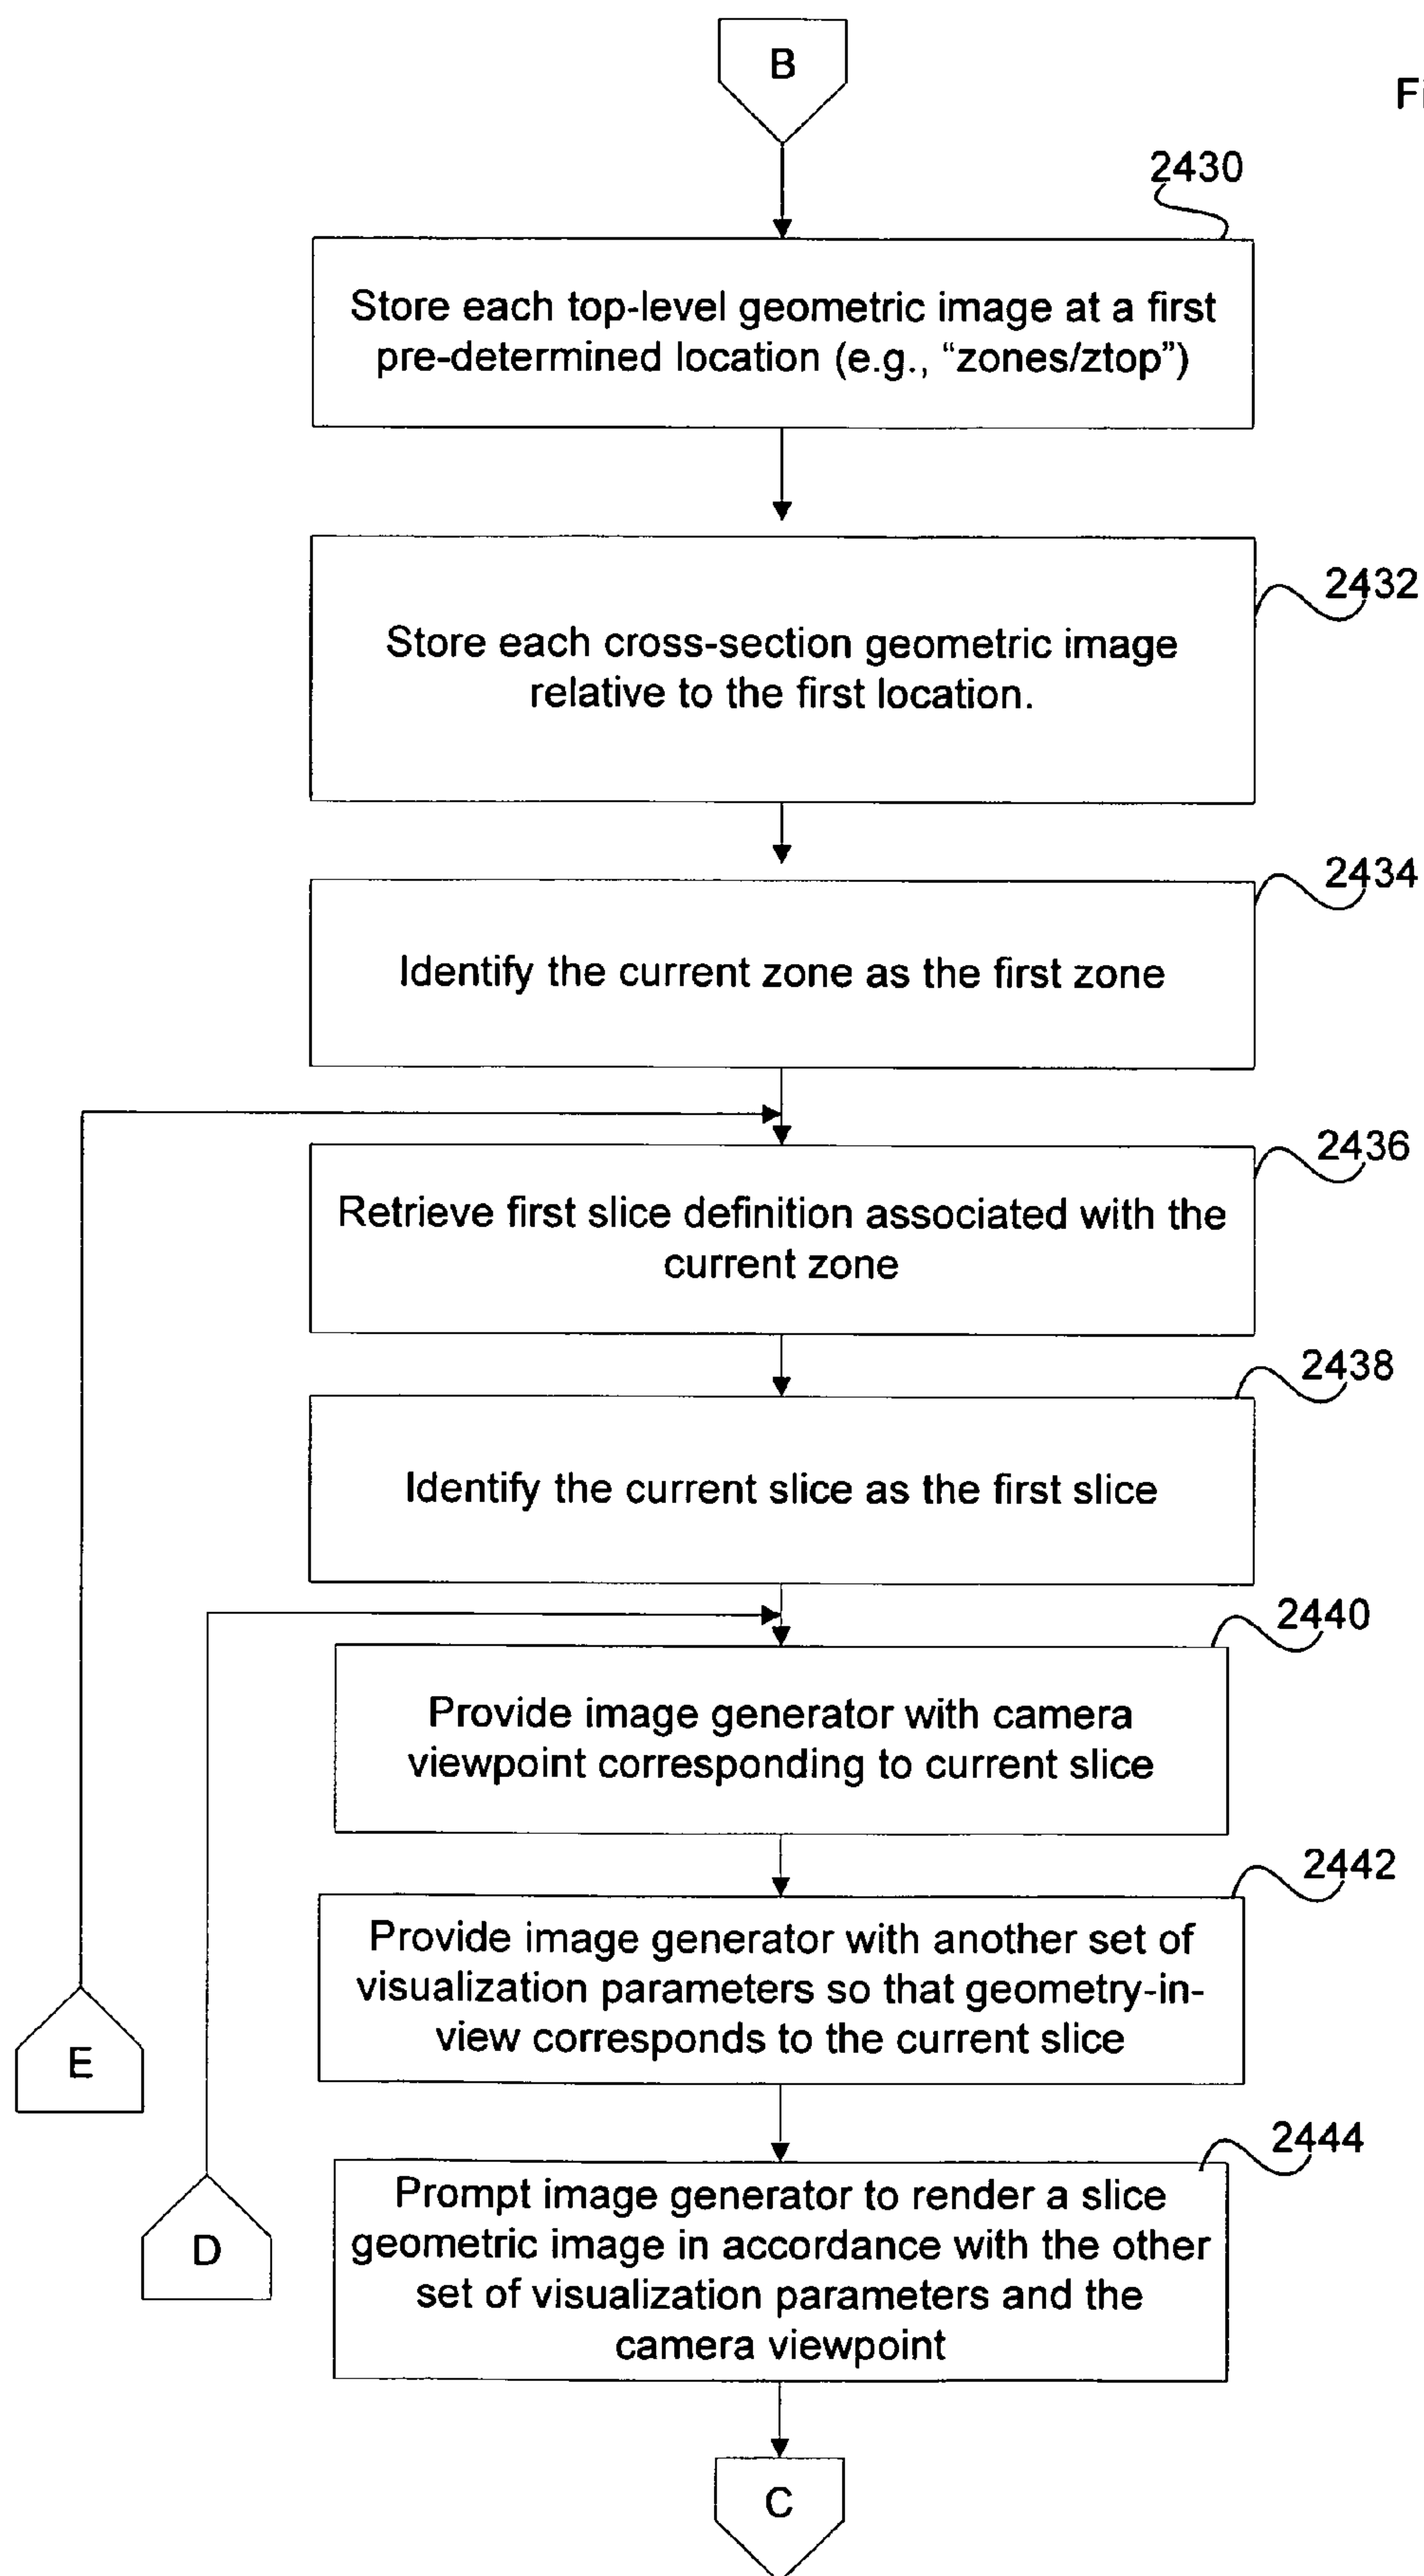 B
Fi
2430
Store each top-level geometric image at a first
pre-determined location (e.g., “zones/ztop”)
2432
Store each cross-section geometric image
relative to the first location.
2434
Identify the current zone as the first zone
2436
Retrieve first slice definition associated with the
current zone
2438
Identify the current slice as the first slice
2440
Provide image generator with camera
viewpoint corresponding to current slice
2442
Provide image generator with another set of
visualization parameters so that geometry-in-
view corresponds to the current slice
E
2444
Prompt image generator to render a slice
geometric image in accordance with the other
set of visualization parameters and the
camera viewpoint
D
C